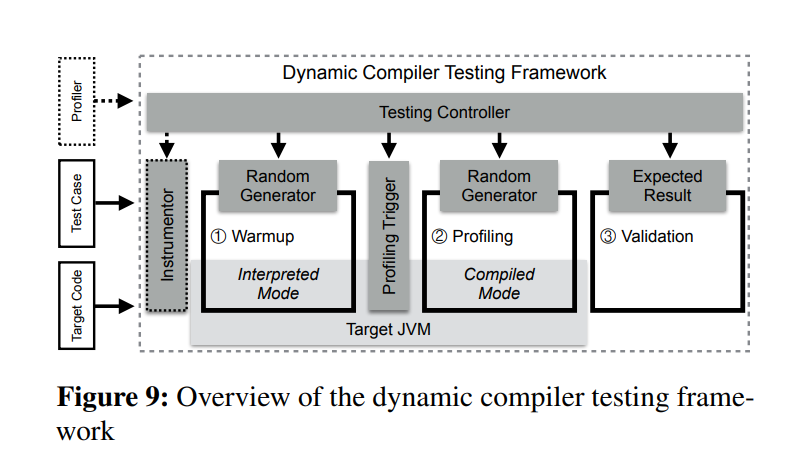 Dynamic Compiler Testing Framework
Profiler
Testing Controller
Test Case
Target Code
Instrumentor
Random
Generator
① Warmup
Interpreted
Mode
Profiling Trigger
Random
Generator
② Profiling
Compiled
Mode
Expected
Result
③ Validation
Target JVM
Figure 9: Overview of the dynamic compiler testing frame-
work